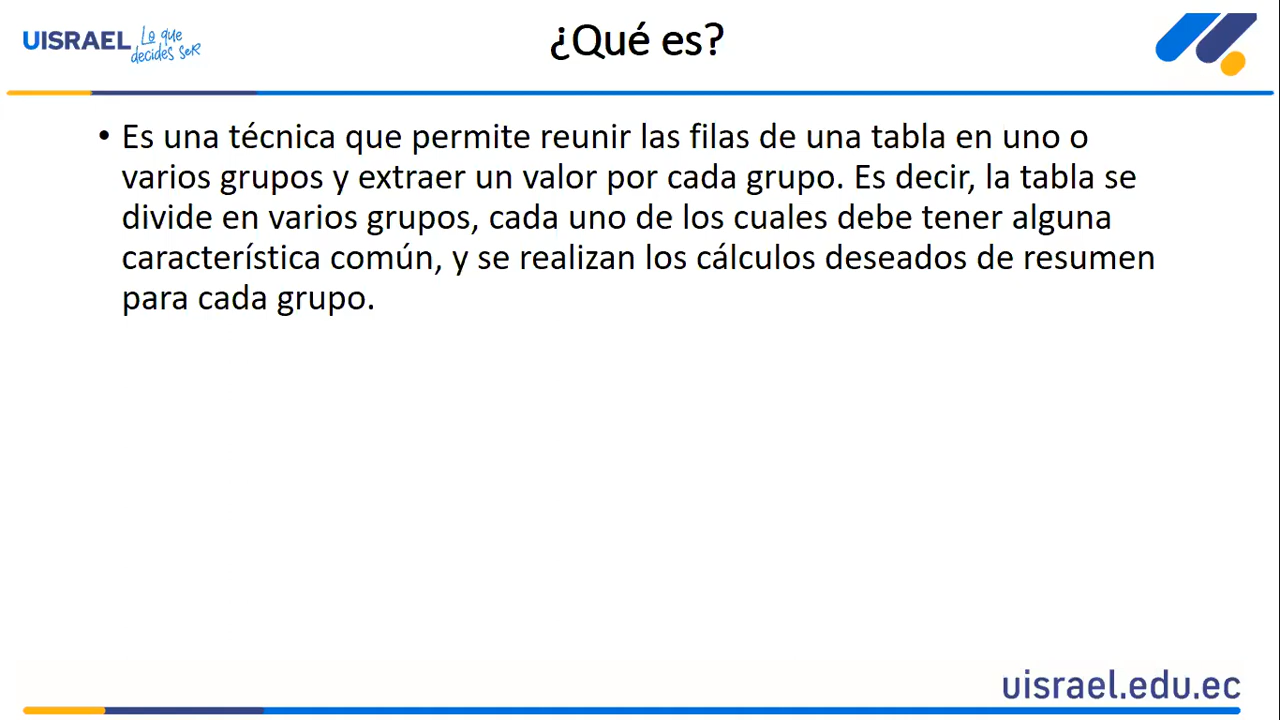 UISRAEL Lo que
decides seR
¿Qué es?
• Es una técnica que permite reunir las filas de una tabla en uno o
varios grupos y extraer un valor por cada grupo. Es decir, la tabla se
divide en varios grupos, cada uno de los cuales debe tener alguna
característica común, y se realizan los cálculos deseados de resumen
para cada grupo.
uisrael.edu.ec